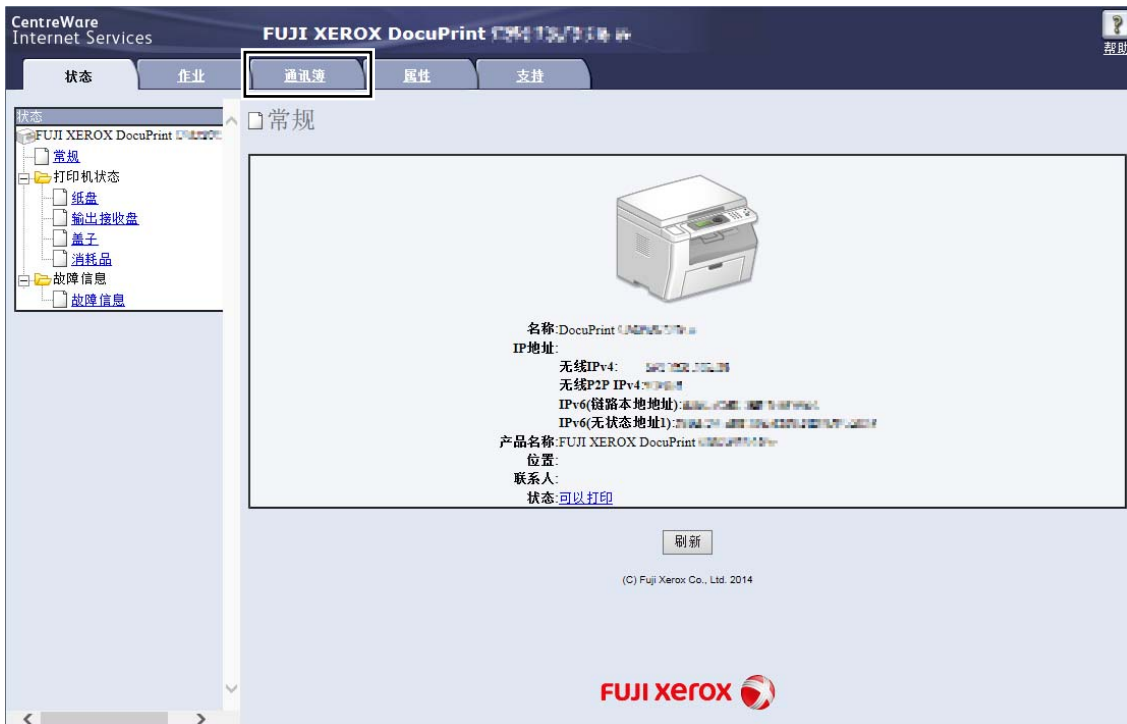 CentreWare
Internet Services
FUJI XEROX DocuPrint
帮助
状态 作业 通讯簿 属性 支持
状态
FUJI XEROX DocuPrint
常规
打印机状态
纸盘
输出接收盘
盖子
消耗品
故障信息
故障信息
常规
名称:DocuPrint
IP地址:
无线IPv4:
无线P2P IPv4:
IPv6(链路本地地址):
IPv6(无状态地址1):
产品名称:FUJI XEROX DocuPrint
位置:
联系人:
状态:可以打印
刷新
(C) Fuji Xerox Co., Ltd. 2014
FUJI xerox